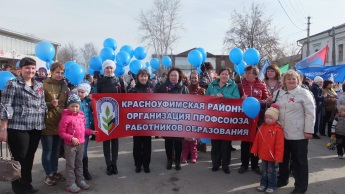 КРАСНОУФИМСКАЯ РАЙОННАЯ
ОРГАНИЗАЦИЯ ПРОФСОЮЗА
РАБОТНИКОВ ОБРАЗОВАНИЯ